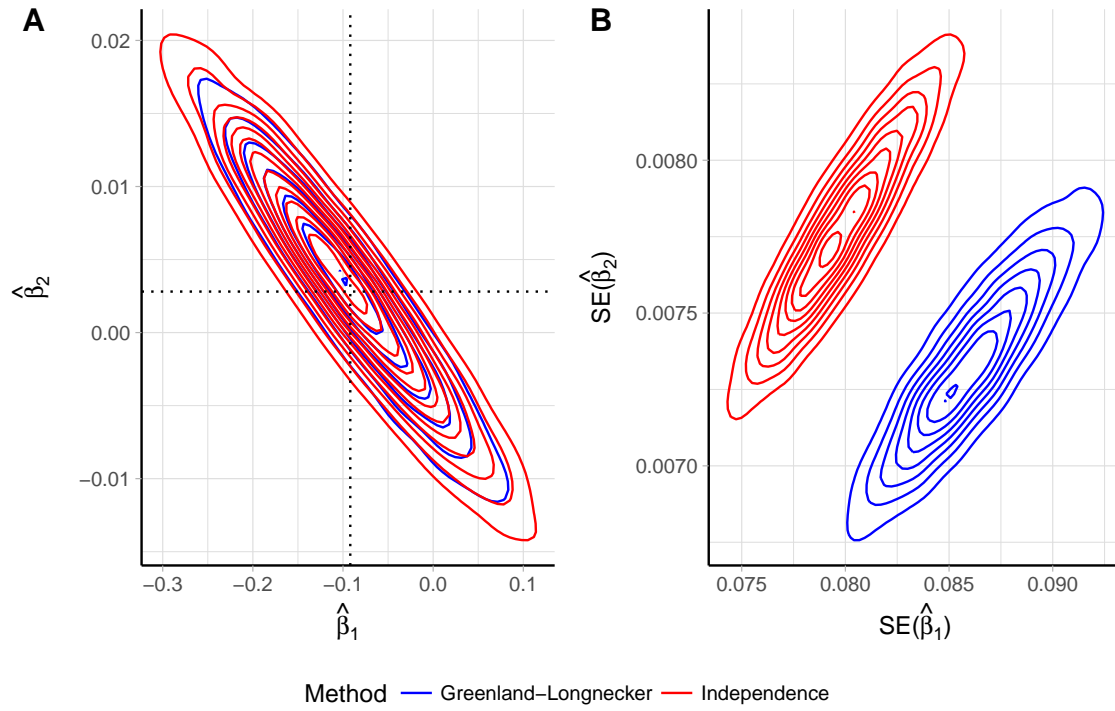 A
B
0.02
0.01
0.00
−0.01
β̂₂
−0.3
−0.2
−0.1
0.0
0.1
β̂₁
0.0080
0.0075
0.0070
SE(β̂₂)
0.075
0.080
0.085
0.090
SE(β̂₁)
Method Greenland−Longnecker Independence